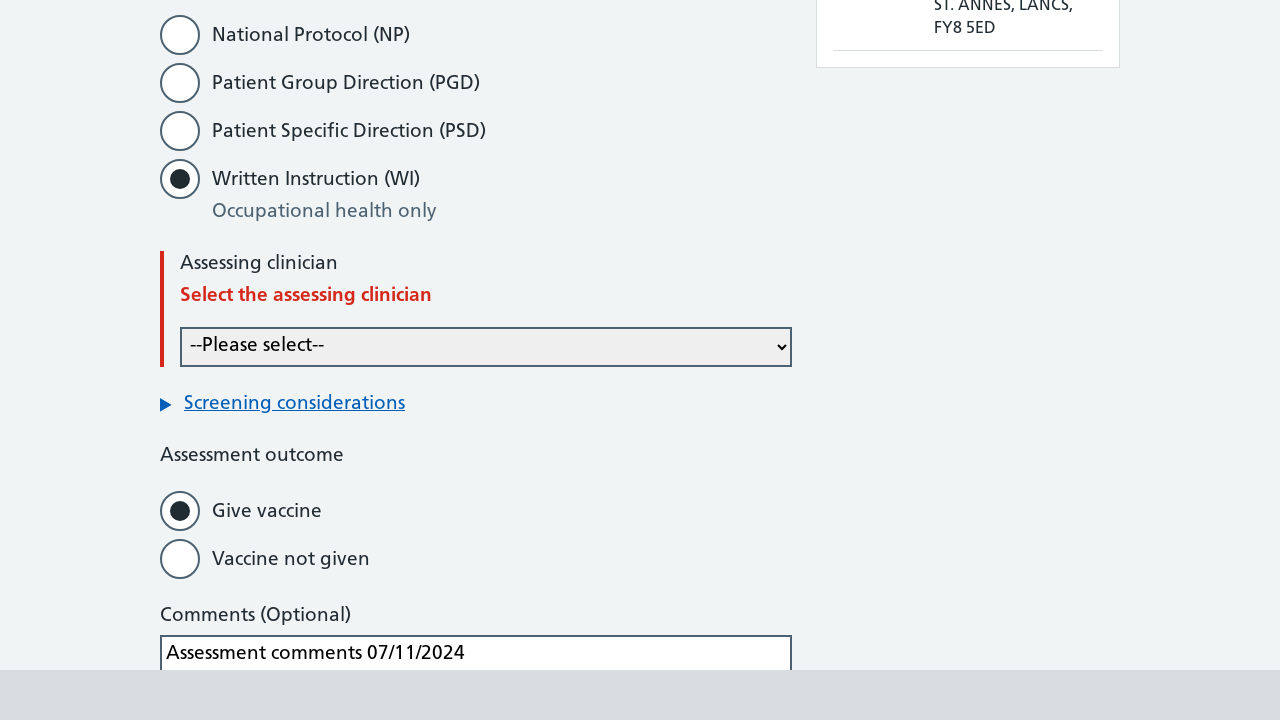 ST. ANNES, LANCS,
FY8 5ED
National Protocol (NP)
Patient Group Direction (PGD)
Patient Specific Direction (PSD)
Written Instruction (WI)
Occupational health only
Assessing clinician
Select the assessing clinician
--Please select--
Screening considerations
Assessment outcome
Give vaccine
Vaccine not given
Comments (Optional)
Assessment comments 07/11/2024